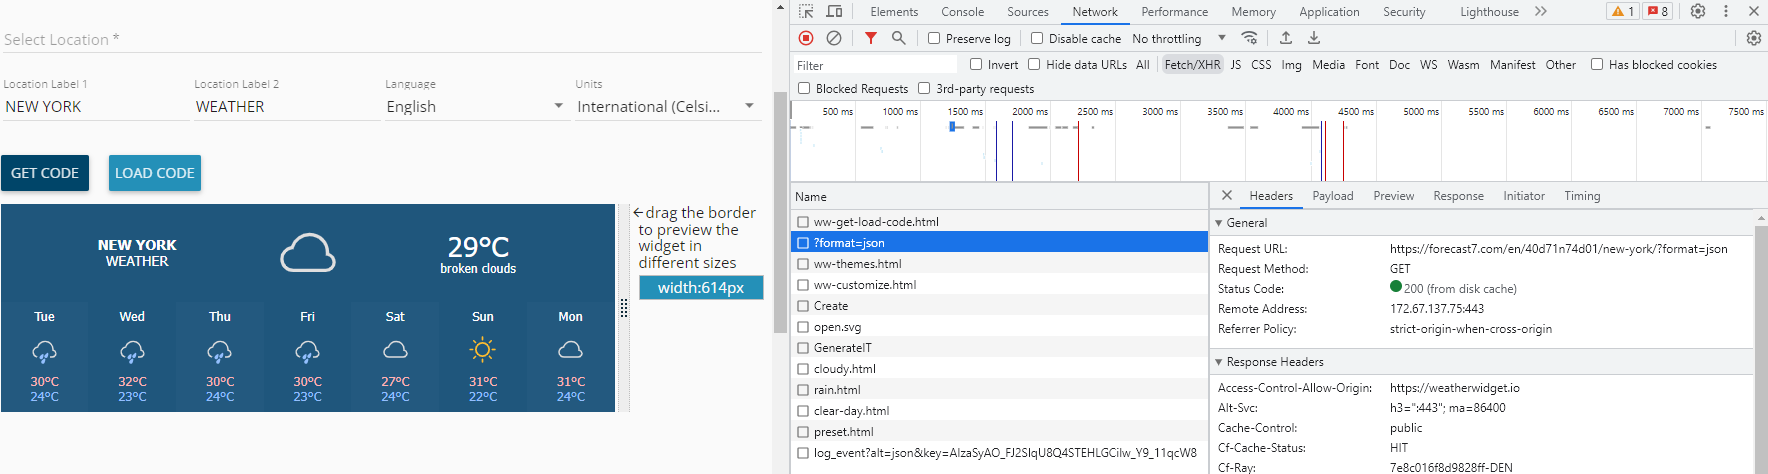 Select Location *
Location Label 1
Location Label 2
Language
Units
NEW YORK
WEATHER
English
International (Celsi...
GET CODE
LOAD CODE
NEW YORK
WEATHER
29°C
broken clouds
Tue Wed Thu Fri Sat Sun Mon
30°C 32°C 30°C 30°C 27°C 31°C 31°C
24°C 23°C 24°C 23°C 24°C 22°C 24°C
←drag the border
to preview the
widget in
different sizes
width:614px
Elements Console Sources Network Performance Memory Application Security Lighthouse 1 8
Preserve log Disable cache No throttling
Filter Invert Hide data URLs All Fetch/XHR JS CSS Img Media Font Doc WS Wasm Manifest Other Has blocked cookies
Blocked Requests 3rd-party requests
500 ms 1000 ms 1500 ms 2000 ms 2500 ms 3000 ms 3500 ms 4000 ms 4500 ms 5000 ms 5500 ms 6000 ms 6500 ms 7000 ms 7500 ms
Name
ww-get-load-code.html
?format=json
ww-themes.html
ww-customize.html
Create
open.svg
GenerateIT
cloudy.html
rain.html
clear-day.html
preset.html
log_event?alt=json&key=AIzaSyAO_FJ2SlqU8Q4STEHLGCilw_Y9_11qcW8
Headers Payload Preview Response Initiator Timing
General
Request URL: https://forecast7.com/en/40d71n74d01/new-york/?format=json
Request Method: GET
Status Code: 200 (from disk cache)
Remote Address: 172.67.137.75:443
Referrer Policy: strict-origin-when-cross-origin
Response Headers
Access-Control-Allow-Origin: https://weatherwidget.io
Alt-Svc: h3=":443"; ma=86400
Cache-Control: public
Cf-Cache-Status: HIT
Cf-Ray: 7e8c016f8d9828ff-DEN